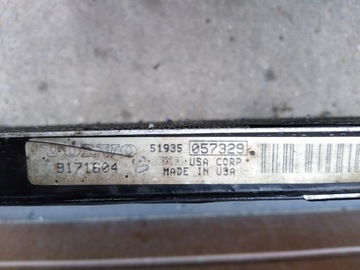 VOLVO 51935 057329
9171604 USA CORP
MADE IN USA